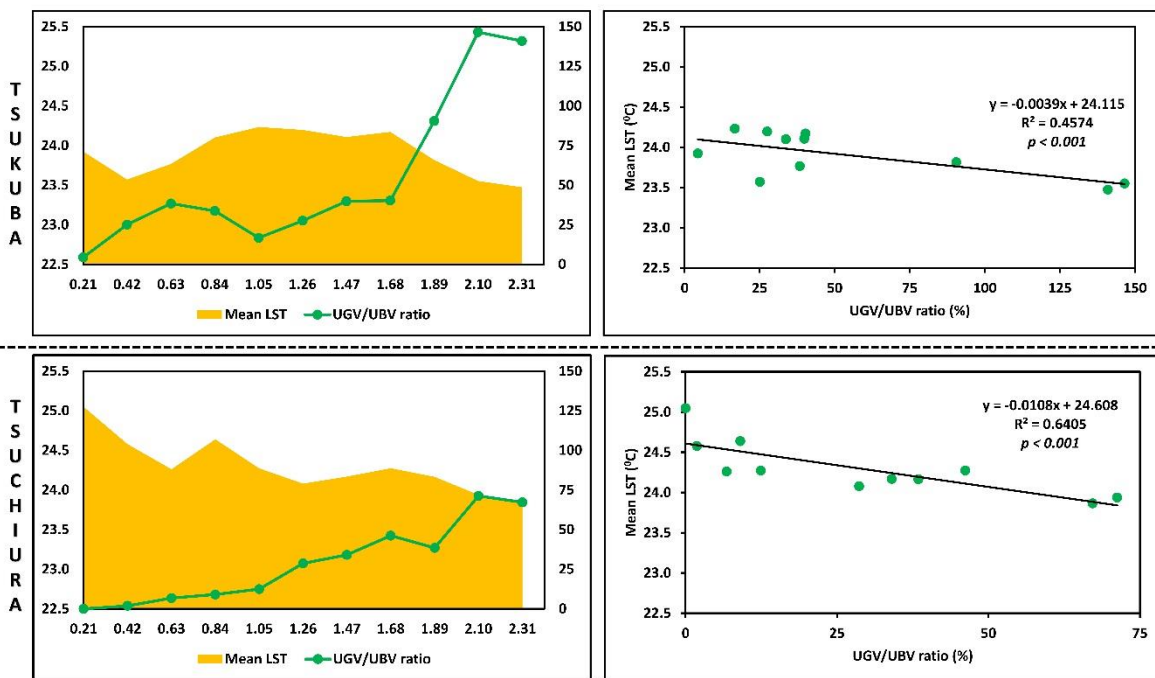 TSUKUBA
25.5
25.0
24.5
24.0
23.5
23.0
22.5
150
125
100
75
50
25
0
0.21 0.42 0.63 0.84 1.05 1.26 1.47 1.68 1.89 2.10 2.31
Mean LST UGV/UBV ratio
Mean LST (⁰C)
25.5
25.0
24.5
24.0
23.5
23.0
22.5
y = -0.0039x + 24.115
R² = 0.4574
p < 0.001
0 25 50 75 100 125 150
UGV/UBV ratio (%)
TSUCHIURA
25.5
25.0
24.5
24.0
23.5
23.0
22.5
150
125
100
75
50
25
0
0.21 0.42 0.63 0.84 1.05 1.26 1.47 1.68 1.89 2.10 2.31
Mean LST UGV/UBV ratio
Mean LST (⁰C)
25.5
25.0
24.5
24.0
23.5
23.0
22.5
y = -0.0108x + 24.608
R² = 0.6405
p < 0.001
0 25 50 75
UGV/UBV ratio (%)